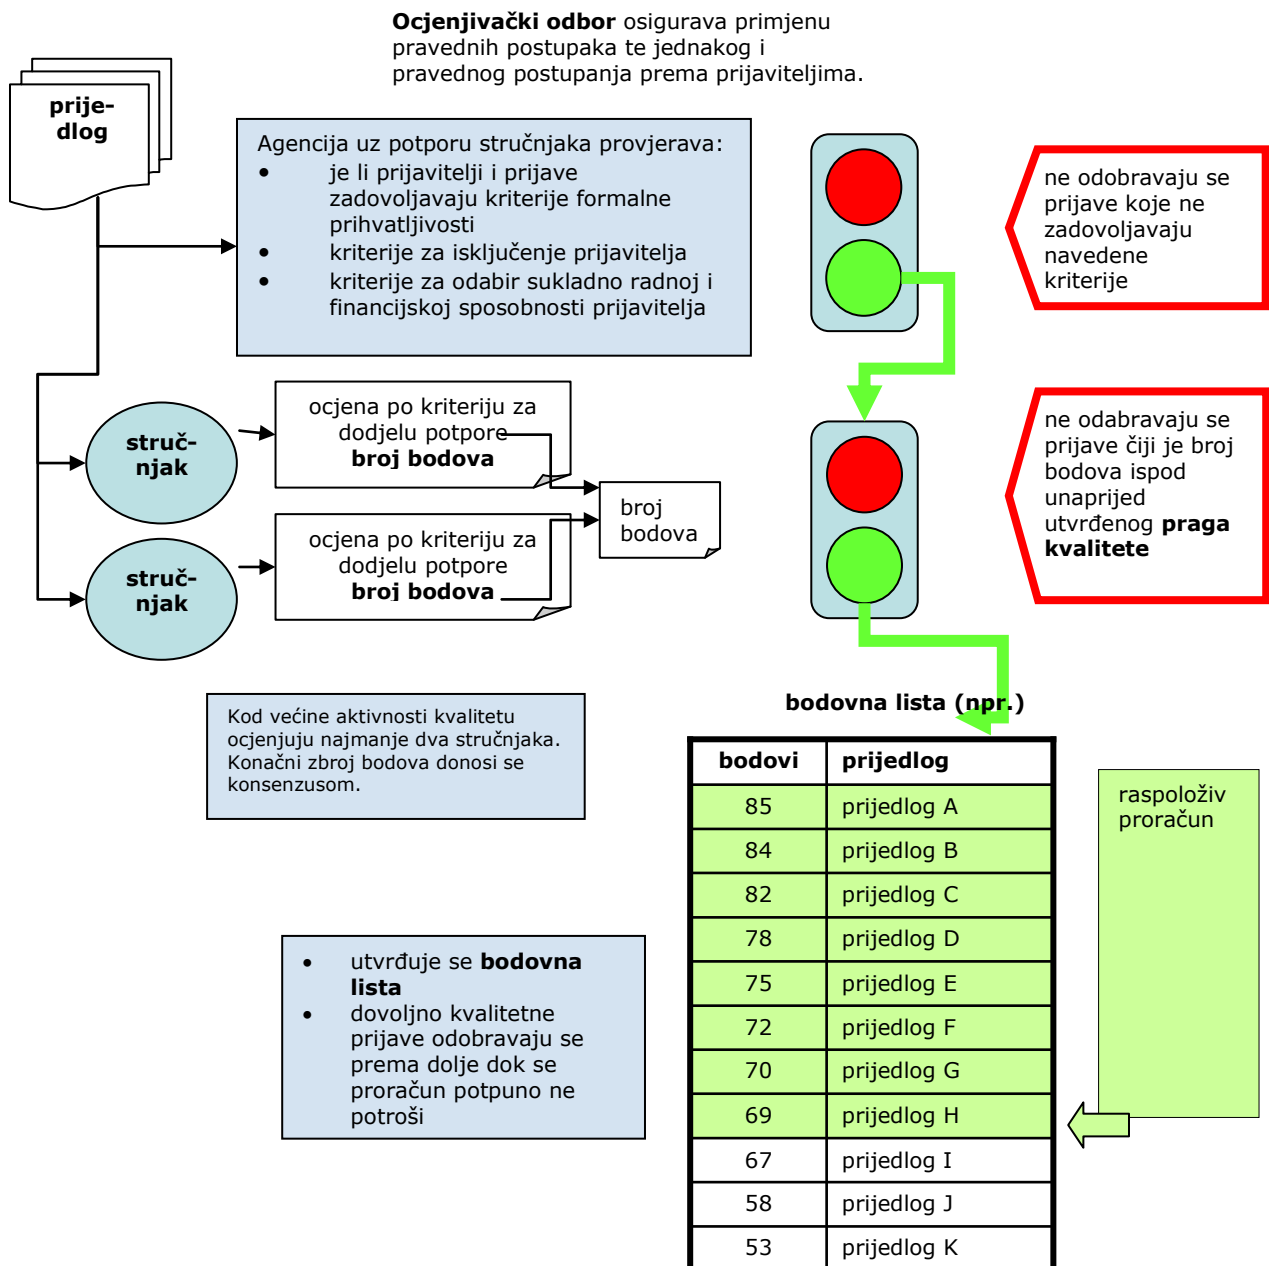 Ocjenjivački odbor osigurava primjenu
pravednih postupaka te jednakog i
pravednog postupanja prema prijaviteljima.
prije-
dlog
Agencija uz potporu stručnjaka provjerava:
• je li prijavitelji i prijave
zadovoljavaju kriterije formalne
prihvatljivosti
• kriterije za isključenje prijavitelja
• kriterije za odabir sukladno radnoj i
financijskoj sposobnosti prijavitelja
ne odobravaju se
prijave koje ne
zadovoljavaju
navedene
kriterije
struč-
njak
ocjena po kriteriju za
dodjelu potpore
broj bodova
struč-
njak
ocjena po kriteriju za
dodjelu potpore
broj bodova
broj
bodova
ne odabravaju se
prijave čiji je broj
bodova ispod
unaprijed
utvrđenog praga
kvalitete
Kod većine aktivnosti kvalitetu
ocjenjuju najmanje dva stručnjaka.
Konačni zbroj bodova donosi se
konsenzusom.
bodovna lista (npr.)
bodovi prijedlog
85 prijedlog A
84 prijedlog B
82 prijedlog C
78 prijedlog D
75 prijedlog E
72 prijedlog F
70 prijedlog G
69 prijedlog H
67 prijedlog I
58 prijedlog J
53 prijedlog K
raspoloživ
proračun
• utvrđuje se bodovna
lista
• dovoljno kvalitetne
prijave odobravaju se
prema dolje dok se
proračun potpuno ne
potroši